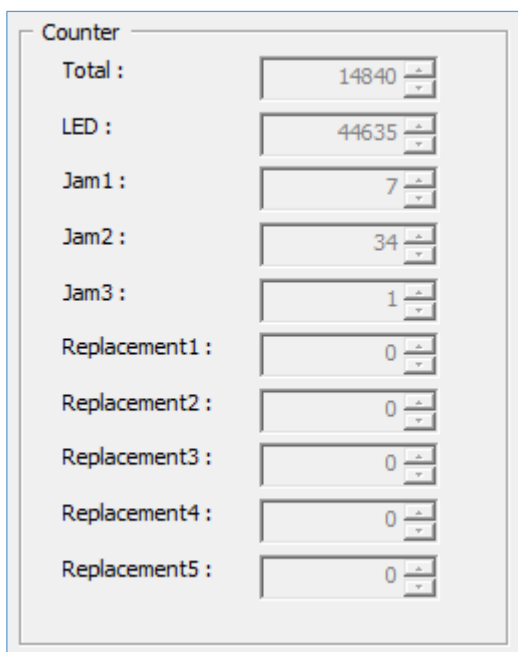 Counter
Total : 14840
LED : 44635
Jam1 : 7
Jam2 : 34
Jam3 : 1
Replacement1 : 0
Replacement2 : 0
Replacement3 : 0
Replacement4 : 0
Replacement5 : 0